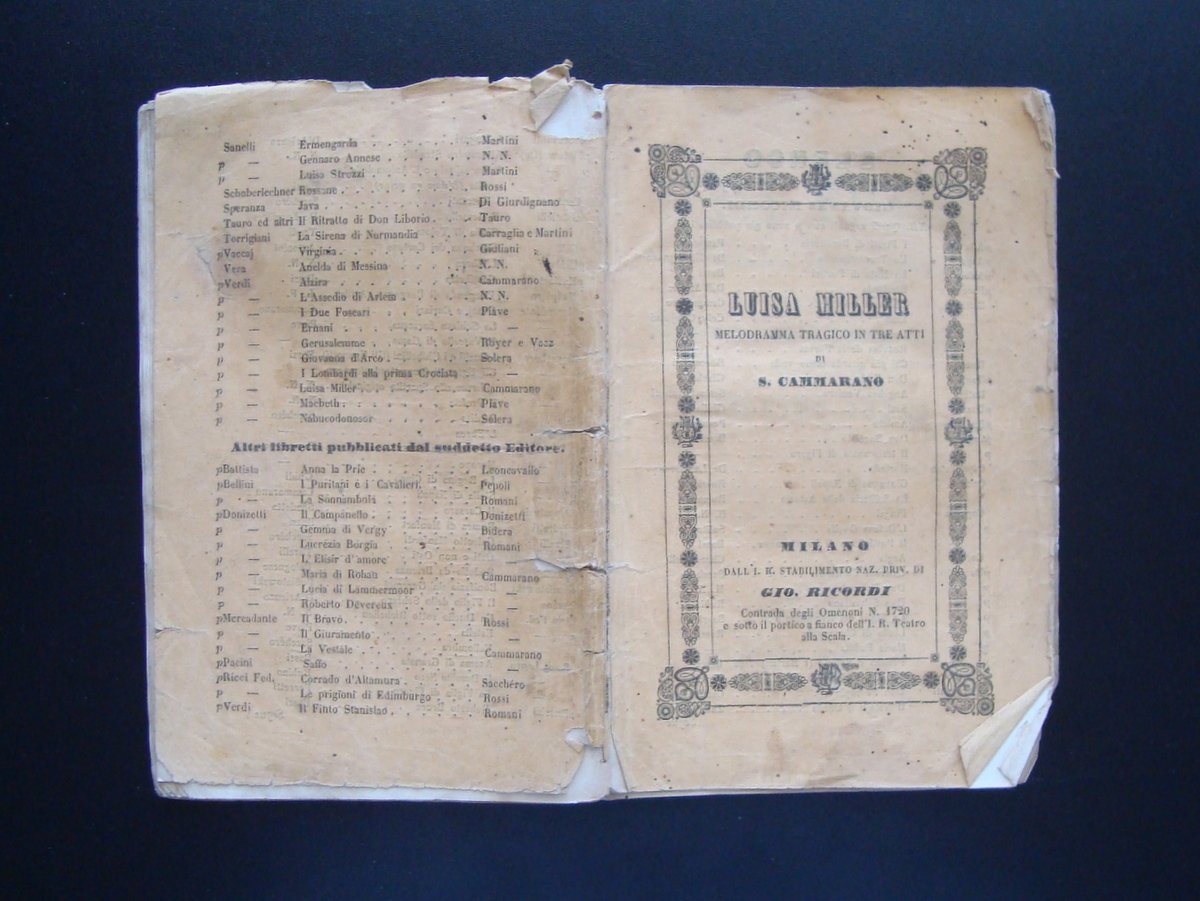 Sanelli Ermengarda . . . . . . . . Martini
p — Gennaro Annese . . . . . . N. N.
p — Luisa Strozzi . . . . . . . Martini
Schoberlechner Rossane . . . . . . . . . Rossi
Speranza Java . . . . . . . . . . Di Giurdignano
Tauro ed altri Il Ritratto di Don Liborio . . . . Tauro
Torrigiani La Sirena di Normandia . . . . Carraglia e Martini
pVaccaj Virginia . . . . . . . . . Giuliani
Vera Anelda di Messina . . . . . N. N.
pVerdi Alzira . . . . . . . . . . Cammarano
p — L'Assedio di Arlem . . . . . N. N.
p — I Due Foscari . . . . . . . Piave
p — Ernani . . . . . . . . . . —
p — Gerusalemme . . . . . . . Royer e Vaez
p — Giovanna d'Arco . . . . . . Solera
p — I Lombardi alla prima Crociata —
p — Luisa Miller . . . . . . . . Cammarano
p — Macbeth . . . . . . . . . Piave
p — Nabucodonosor . . . . . . Solera
Altri libretti pubblicati dal suddetto Editore.
pBattista Anna la Prie . . . . . . . . Leoncavallo
pBellini I Puritani e i Cavalieri . . . . Pepoli
p — La Sonnambula . . . . . . . Romani
pDonizetti Il Campanello . . . . . . . Donizetti
p — Gemma di Vergy . . . . . . Bidera
p — Lucrezia Borgia . . . . . . Romani
p — L'Elisir d'amore . . . . . . —
p — Maria di Rohan . . . . . . Cammarano
p — Lucia di Lammermoor . . . . —
p — Roberto Devereux . . . . . —
pMercadante Il Bravo . . . . . . . . . Rossi
p — Il Giuramento . . . . . . . —
p — La Vestale . . . . . . . . Cammarano
pPacini Saffo . . . . . . . . . . —
pRicci Fed. Corrado d'Altamura . . . . . Sacchéro
p — Le prigioni di Edimburgo . . . Rossi
pVerdi Il Finto Stanislao . . . . . . Romani
LUISA MILLER
MELODRAMMA TRAGICO IN TRE ATTI
DI
S. CAMMARANO
MILANO
DALL'I. R. STABILIMENTO NAZ. PRIV. DI
GIO. RICORDI
Contrada degli Omenoni N. 1720
e sotto il portico a fianco dell'I. R. Teatro
alla Scala.